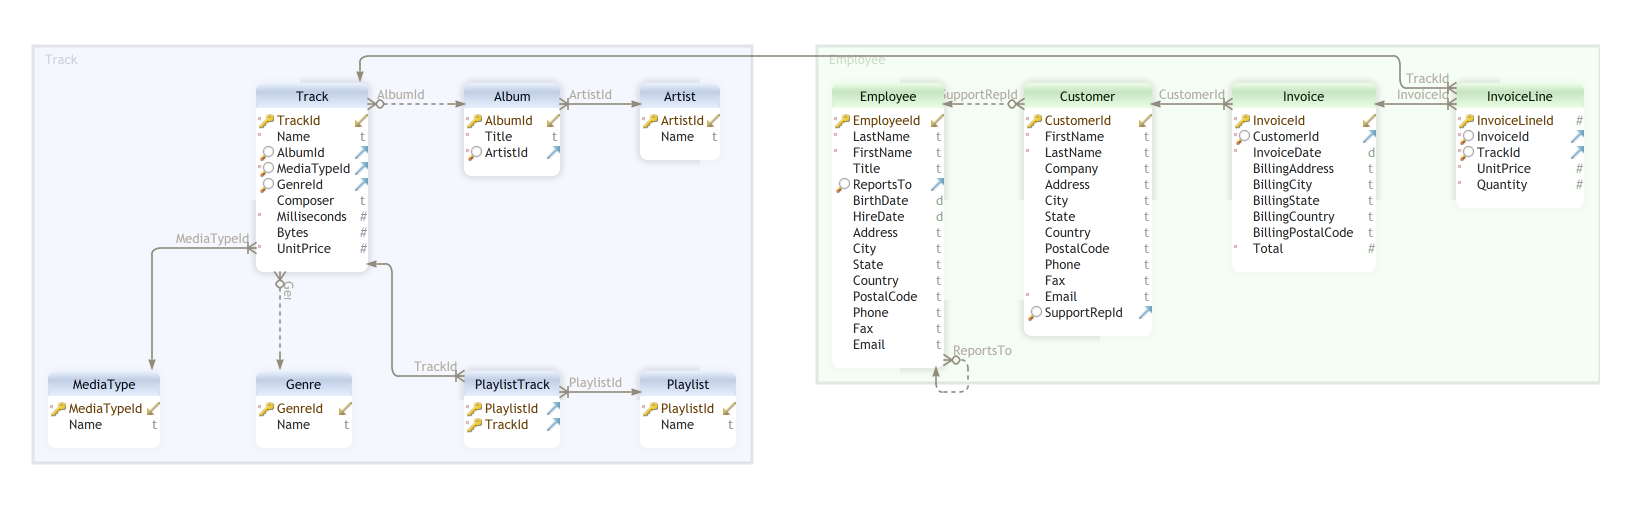 Track
Employee
Track
TrackId
Name t
AlbumId
MediaTypeId
GenreId
Composer t
Milliseconds #
Bytes #
UnitPrice #
AlbumId
Album
AlbumId
Title t
ArtistId
ArtistId
Artist
ArtistId
Name t
MediaTypeId
Gen
MediaType
MediaTypeId
Name t
Genre
GenreId
Name t
TrackId
PlaylistTrack
PlaylistId
TrackId
PlaylistId
Playlist
PlaylistId
Name t
Employee
EmployeeId
LastName t
FirstName t
Title t
ReportsTo
BirthDate d
HireDate d
Address t
City t
State t
Country t
PostalCode t
Phone t
Fax t
Email t
ReportsTo
SupportRepId
Customer
CustomerId
FirstName t
LastName t
Company t
Address t
City t
State t
Country t
PostalCode t
Phone t
Fax t
Email t
SupportRepId
CustomerId
Invoice
InvoiceId
CustomerId
InvoiceDate d
BillingAddress t
BillingCity t
BillingState t
BillingCountry t
BillingPostalCode t
Total #
TrackId
InvoiceId
InvoiceLine
InvoiceLineId #
InvoiceId
TrackId
UnitPrice #
Quantity #